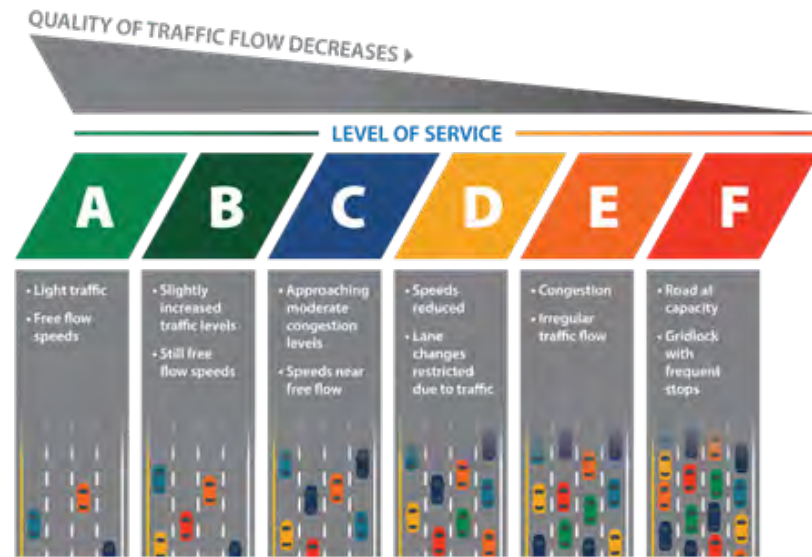 QUALITY OF TRAFFIC FLOW DECREASES ▶
LEVEL OF SERVICE
A
B
C
D
E
F
• Light traffic
• Free flow
speeds
• Slightly
increased
traffic levels
• Still free
flow speeds
• Approaching
moderate
congestion
levels
• Speeds near
free flow
• Speeds
reduced
• Lane
changes
restricted
due to traffic
• Congestion
• Irregular
traffic flow
• Road at
capacity
• Gridlock
with
frequent
stops